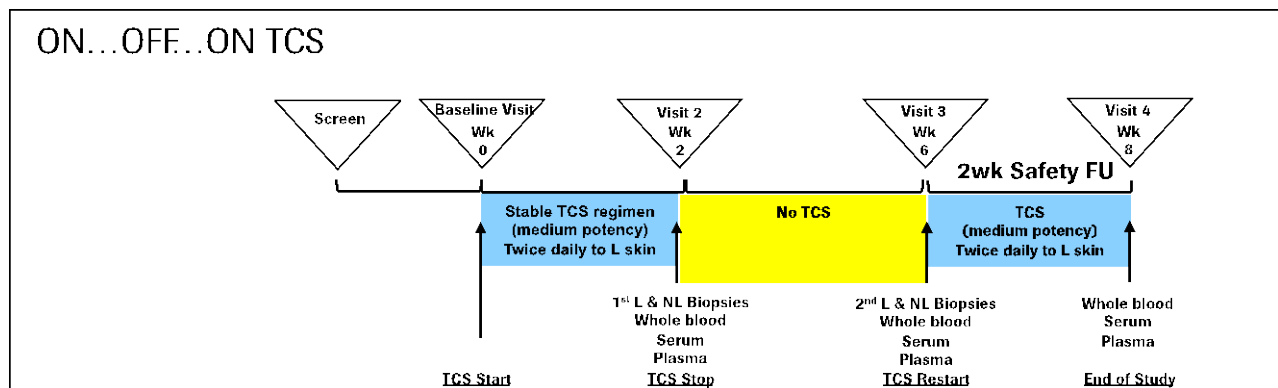 ON...OFF...ON TCS
Screen
Baseline Visit
Wk
0
Visit 2
Wk
2
Visit 3
Wk
6
Visit 4
Wk
8
2wk Safety FU
Stable TCS regimen
(medium potency)
Twice daily to L skin
No TCS
TCS
(medium potency)
Twice daily to L skin
1st L & NL Biopsies
Whole blood
Serum
Plasma
2nd L & NL Biopsies
Whole blood
Serum
Plasma
Whole blood
Serum
Plasma
TCS Start
TCS Stop
TCS Restart
End of Study